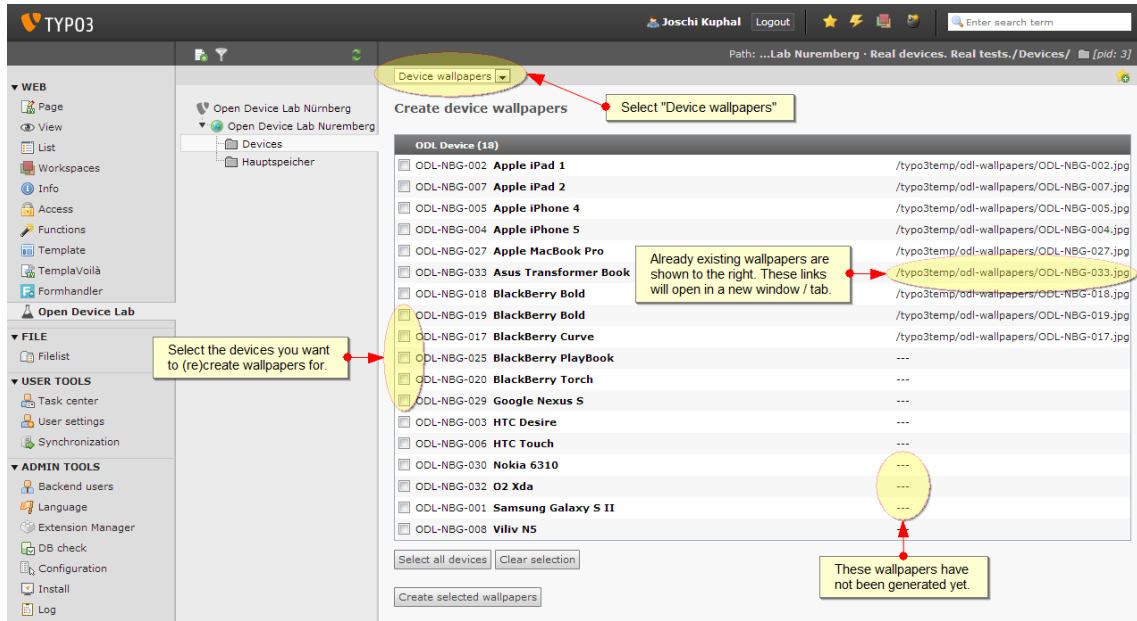 TYPO3
Joschi Kuphal Logout Enter search term
Path: ...Lab Nuremberg · Real devices. Real tests./Devices/ [pid: 3]
WEB
Page
View
List
Workspaces
Info
Access
Functions
Template
TemplaVoilà
Formhandler
Open Device Lab
FILE
Filelist
USER TOOLS
Task center
User settings
Synchronization
ADMIN TOOLS
Backend users
Language
Extension Manager
DB check
Configuration
Install
Log
Open Device Lab Nürnberg
Open Device Lab Nuremberg
Devices
Hauptspeicher
Device wallpapers
Select "Device wallpapers"
Create device wallpapers
ODL Device (18)
ODL-NBG-002 Apple iPad 1 /typo3temp/odl-wallpapers/ODL-NBG-002.jpg
ODL-NBG-007 Apple iPad 2 /typo3temp/odl-wallpapers/ODL-NBG-007.jpg
ODL-NBG-005 Apple iPhone 4 /typo3temp/odl-wallpapers/ODL-NBG-005.jpg
ODL-NBG-004 Apple iPhone 5 /typo3temp/odl-wallpapers/ODL-NBG-004.jpg
ODL-NBG-027 Apple MacBook Pro /typo3temp/odl-wallpapers/ODL-NBG-027.jpg
ODL-NBG-033 Asus Transformer Book /typo3temp/odl-wallpapers/ODL-NBG-033.jpg
ODL-NBG-018 BlackBerry Bold /typo3temp/odl-wallpapers/ODL-NBG-018.jpg
ODL-NBG-019 BlackBerry Bold /typo3temp/odl-wallpapers/ODL-NBG-019.jpg
ODL-NBG-017 BlackBerry Curve /typo3temp/odl-wallpapers/ODL-NBG-017.jpg
ODL-NBG-025 BlackBerry PlayBook ---
ODL-NBG-020 BlackBerry Torch ---
ODL-NBG-029 Google Nexus S ---
ODL-NBG-003 HTC Desire ---
ODL-NBG-006 HTC Touch ---
ODL-NBG-030 Nokia 6310 ---
ODL-NBG-032 O2 Xda ---
ODL-NBG-001 Samsung Galaxy S II ---
ODL-NBG-008 Viliv N5 ---
Already existing wallpapers are
shown to the right. These links
will open in a new window / tab.
Select the devices you want
to (re)create wallpapers for.
These wallpapers have
not been generated yet.
Select all devices Clear selection
Create selected wallpapers